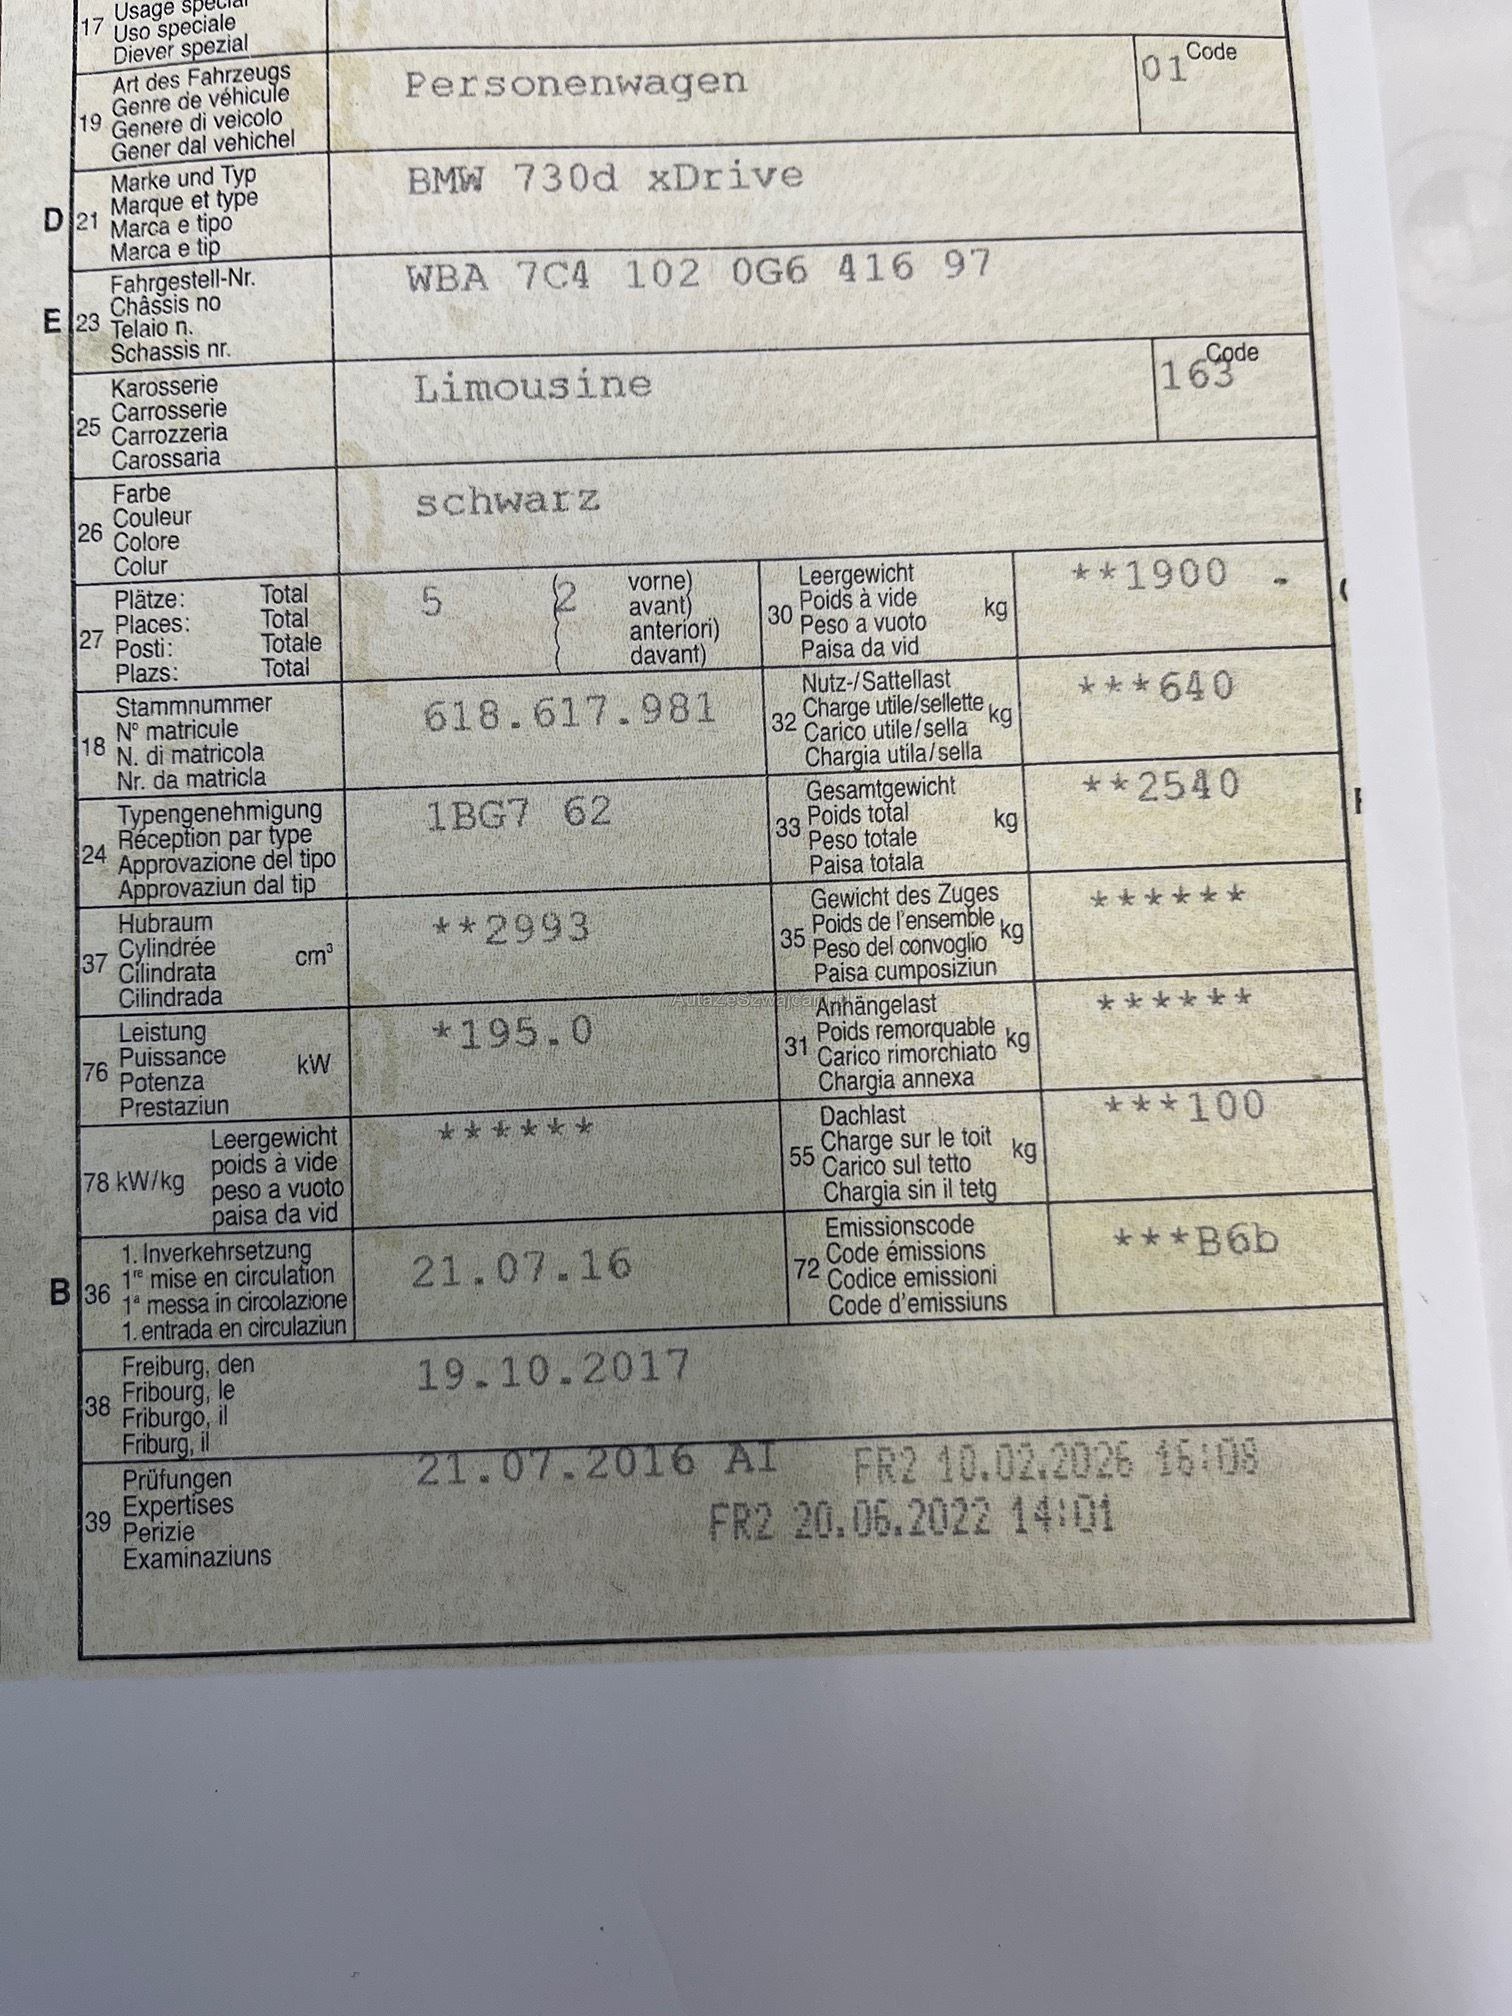 17 Usage special
Uso speciale
Diever spezial
19 Art des Fahrzeugs
Genre de véhicule
Genere di veicolo
Gener dal vehichel
Personenwagen
01 Code
D 21 Marke und Typ
Marque et type
Marca e tipo
Marca e tip
BMW 730d xDrive
E 23 Fahrgestell-Nr.
Châssis no
Telaio n.
Schassis nr.
WBA 7C4 102 0G6 416 97
25 Karosserie
Carrosserie
Carrozzeria
Carossaria
Limousine
Code
163
26 Farbe
Couleur
Colore
Colur
schwarz
27 Plätze: Total
Places: Total
Posti: Totale
Plazs: Total
5 (2 vorne)
( avant)
( anteriori)
( davant)
30 Leergewicht
Poids à vide kg
Peso a vuoto
Paisa da vid
**1900 -
18 Stammnummer
N° matricule
N. di matricola
Nr. da matricla
618.617.981
32 Nutz-/Sattellast
Charge utile/sellette kg
Carico utile/sella
Chargia utila/sella
***640
24 Typengenehmigung
Réception par type
Approvazione del tipo
Approvaziun dal tip
1BG7 62
33 Gesamtgewicht
Poids total kg
Peso totale
Paisa totala
**2540
37 Hubraum
Cylindrée cm³
Cilindrata
Cilindrada
**2993
35 Gewicht des Zuges
Poids de l'ensemble kg
Peso del convoglio
Paisa cumposiziun
******
76 Leistung
Puissance kW
Potenza
Prestaziun
*195.0
31 Anhängelast
Poids remorquable kg
Carico rimorchiato
Chargia annexa
******
78 kW/kg Leergewicht
poids à vide
peso a vuoto
paisa da vid
******
55 Dachlast
Charge sur le toit kg
Carico sul tetto
Chargia sin il tetg
***100
B 36 1. Inverkehrsetzung
1re mise en circulation
1a messa in circolazione
1. entrada en circulaziun
21.07.16
72 Emissionscode
Code émissions
Codice emissioni
Code d'emissiuns
***B6b
38 Freiburg, den
Fribourg, le
Friburgo, il
Friburg, il
19.10.2017
39 Prüfungen
Expertises
Perizie
Examinaziuns
21.07.2016 AI FR2 10.02.2026 16:08
FR2 20.06.2022 14:01